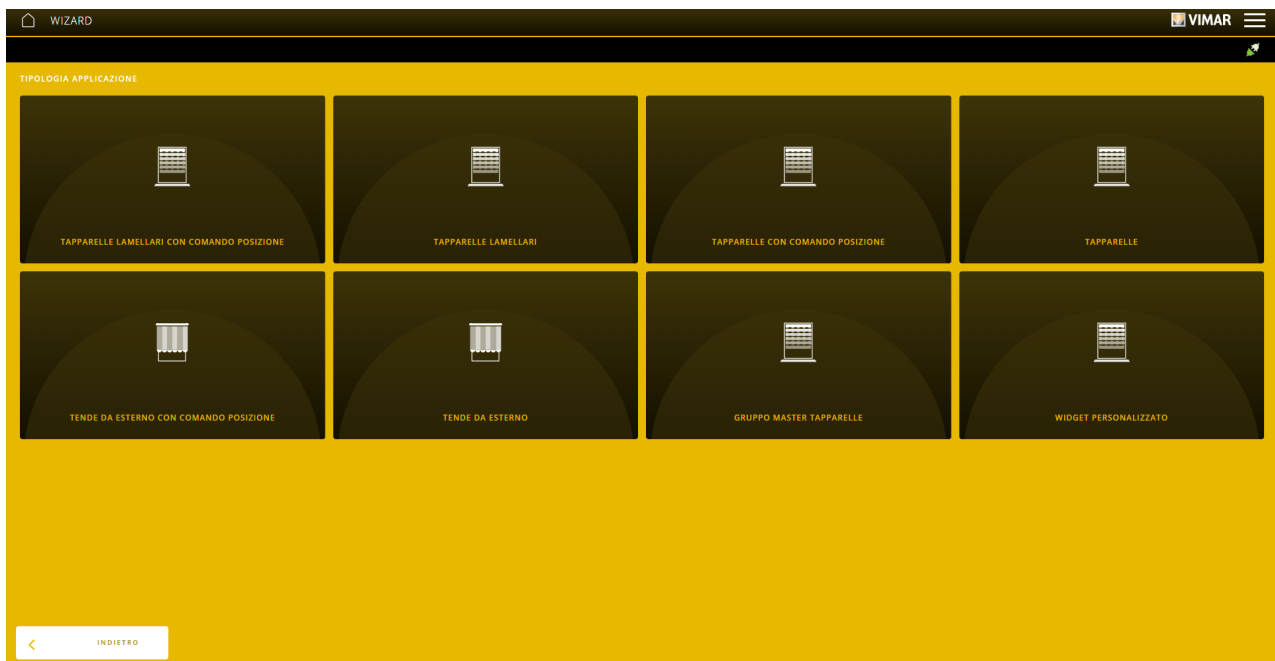 WIZARD
VIMAR
TIPOLOGIA APPLICAZIONE
TAPPARELLE LAMELLARI CON COMANDO POSIZIONE
TAPPARELLE LAMELLARI
TAPPARELLE CON COMANDO POSIZIONE
TAPPARELLE
TENDE DA ESTERNO CON COMANDO POSIZIONE
TENDE DA ESTERNO
GRUPPO MASTER TAPPARELLE
WIDGET PERSONALIZZATO
INDIETRO